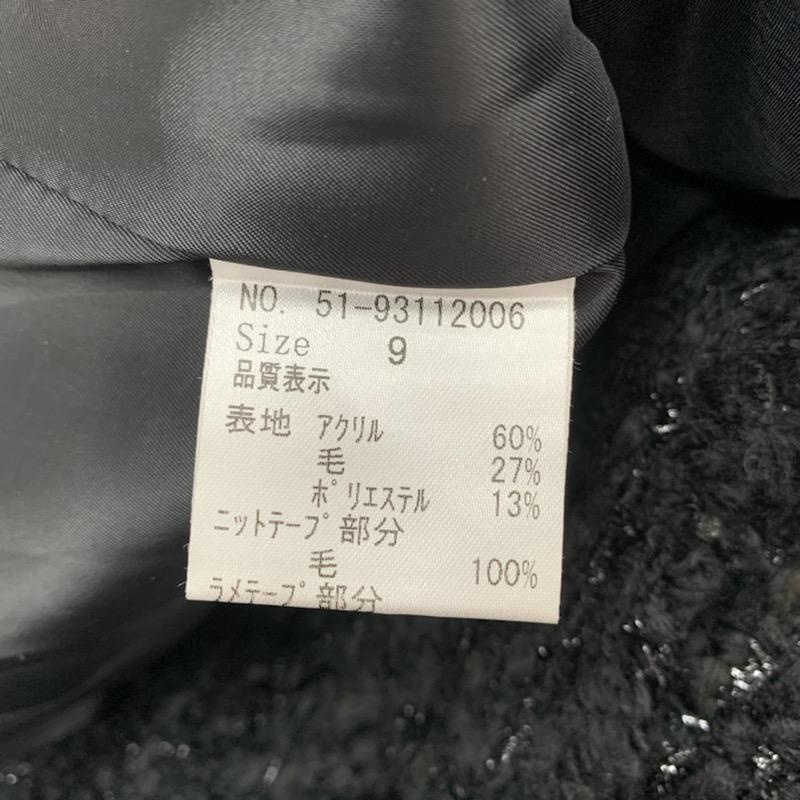 NO. 51-93112006
Size 9
品質表示
表地 アクリル 60%
毛 27%
ポリエステル 13%
ニットテープ部分
毛 100%
ラメテープ部分